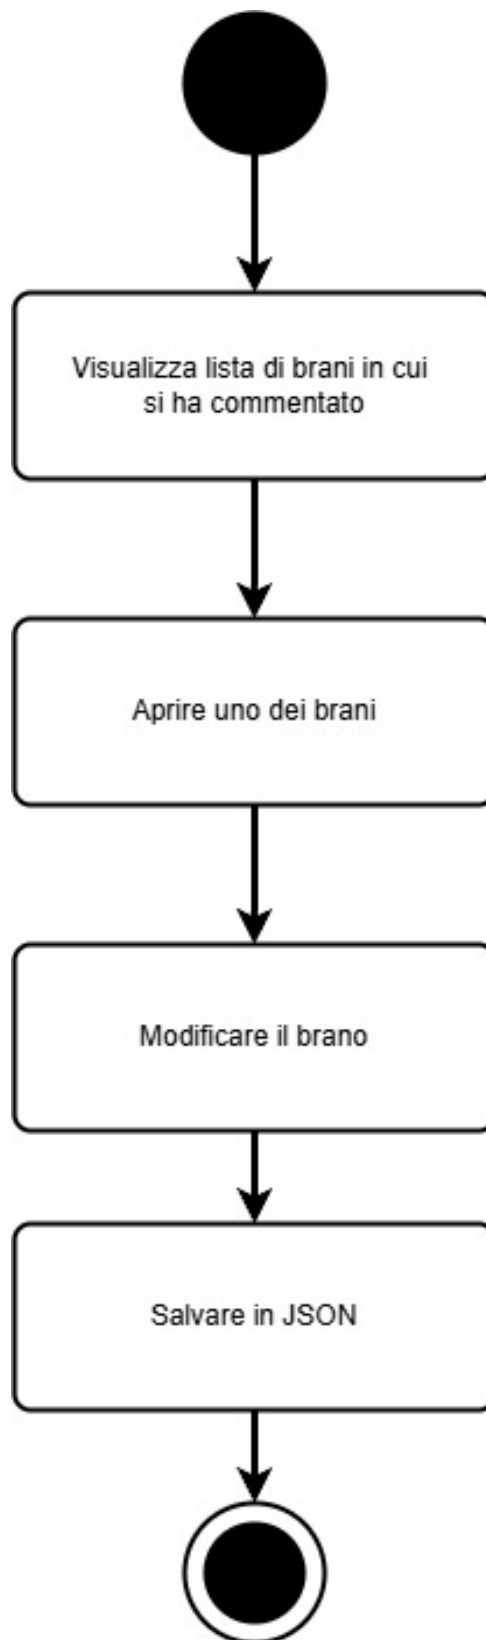 Visualizza lista di brani in cui
si ha commentato
Aprire uno dei brani
Modificare il brano
Salvare in JSON